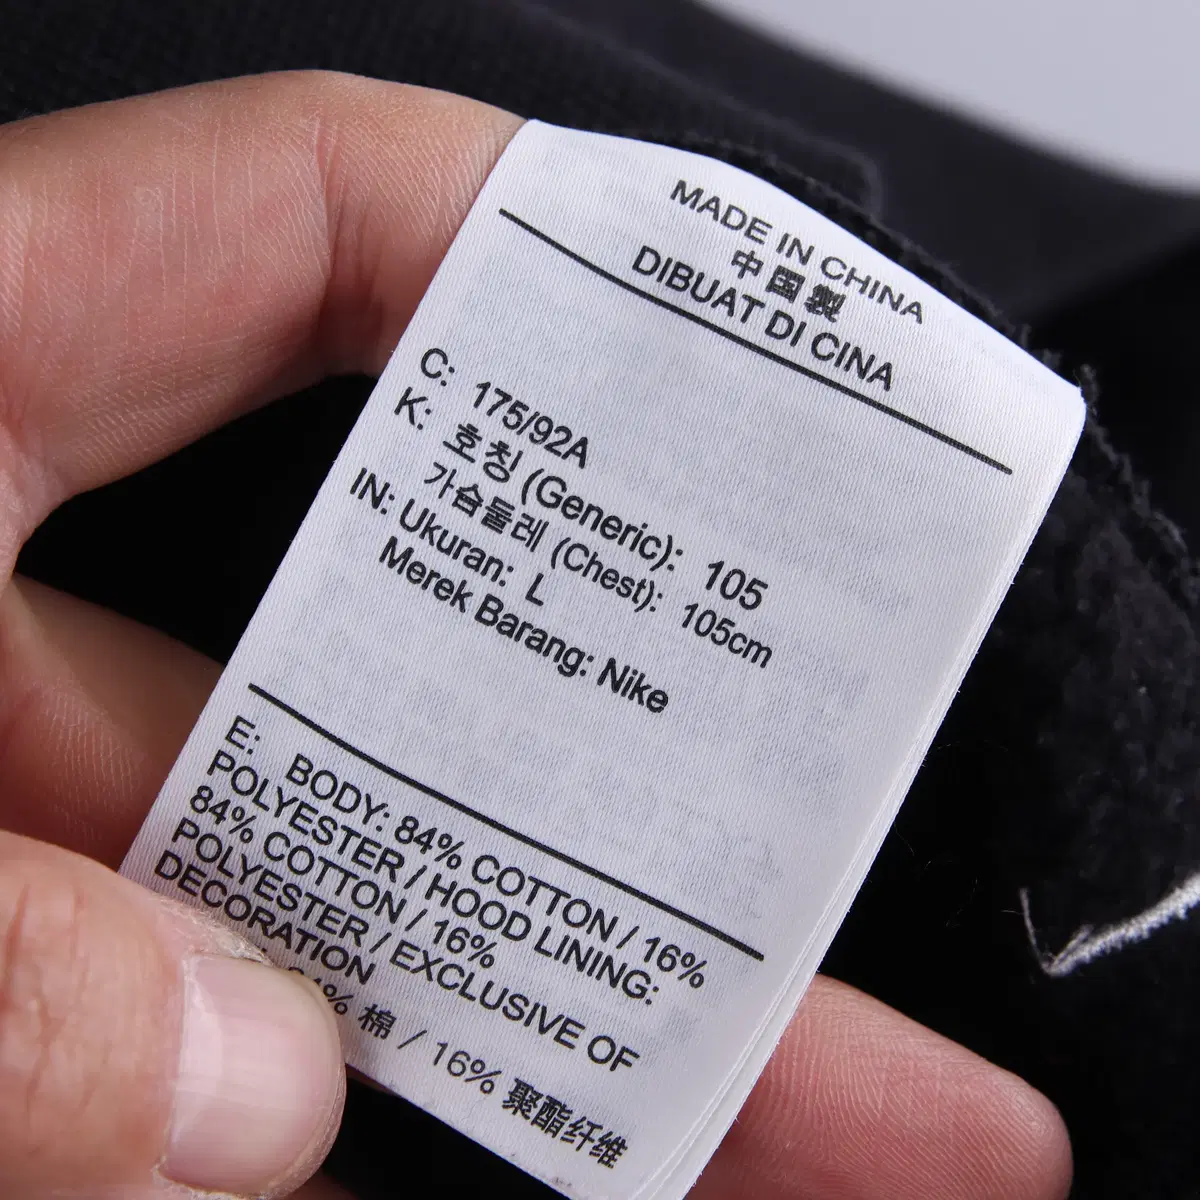 MADE IN CHINA
中国製
DIBUAT DI CINA
C: 175/92A
K: 호칭 (Generic): 105
가슴둘레 (Chest): 105cm
IN: Ukuran: L
Merek Barang: Nike
E: BODY: 84% COTTON / 16%
POLYESTER / HOOD LINING:
84% COTTON / 16%
POLYESTER / EXCLUSIVE OF
DECORATION
% 棉 / 16% 聚酯纤维